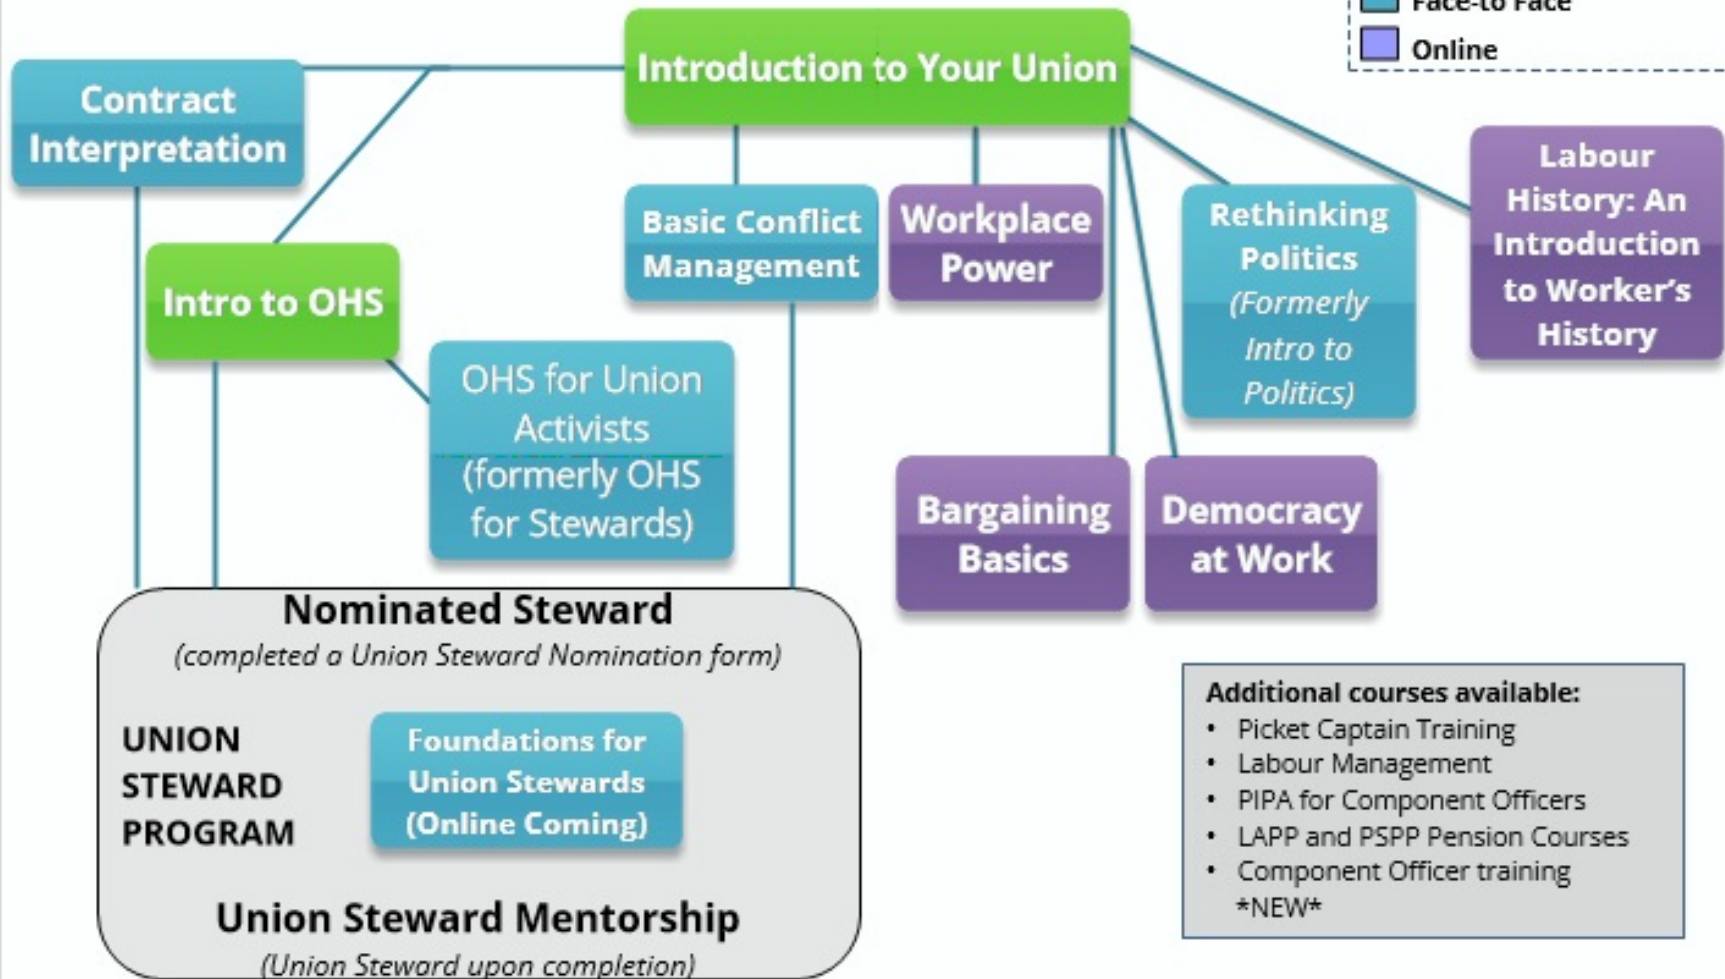 Face-to Face
Online
Introduction to Your Union
Contract
Interpretation
Intro to OHS
OHS for Union
Activists
(formerly OHS
for Stewards)
Basic Conflict
Management
Workplace
Power
Rethinking
Politics
(Formerly
Intro to
Politics)
Labour
History: An
Introduction
to Worker's
History
Bargaining
Basics
Democracy
at Work
Nominated Steward
(completed a Union Steward Nomination form)
UNION
STEWARD
PROGRAM
Foundations for
Union Stewards
(Online Coming)
Union Steward Mentorship
(Union Steward upon completion)
Additional courses available:
• Picket Captain Training
• Labour Management
• PIPA for Component Officers
• LAPP and PSPP Pension Courses
• Component Officer training
*NEW*